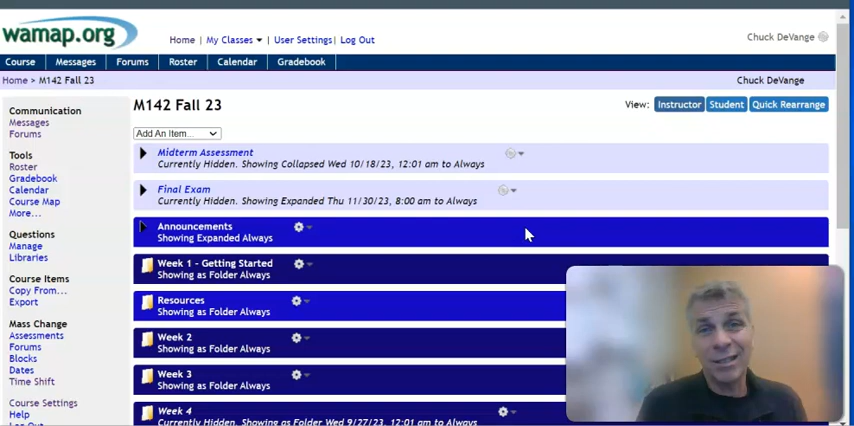 wamap.org
Home | My Classes | User Settings | Log Out
Chuck DeVange
Course Messages Forums Roster Calendar Gradebook
Home > M142 Fall 23
Chuck DeVange
Communication
Messages
Forums
Tools
Roster
Gradebook
Calendar
Course Map
More...
Questions
Manage
Libraries
Course Items
Copy From...
Export
Mass Change
Assessments
Forums
Blocks
Dates
Time Shift
Course Settings
Help
Log Out
M142 Fall 23
View: Instructor Student Quick Rearrange
Add An Item...
Midterm Assessment
Currently Hidden. Showing Collapsed Wed 10/18/23, 12:01 am to Always
Final Exam
Currently Hidden. Showing Expanded Thu 11/30/23, 8:00 am to Always
Announcements
Showing Expanded Always
Week 1 - Getting Started
Showing as Folder Always
Resources
Showing as Folder Always
Week 2
Showing as Folder Always
Week 3
Showing as Folder Always
Week 4
Currently Hidden. Showing as Folder Wed 9/27/23, 12:01 am to Always